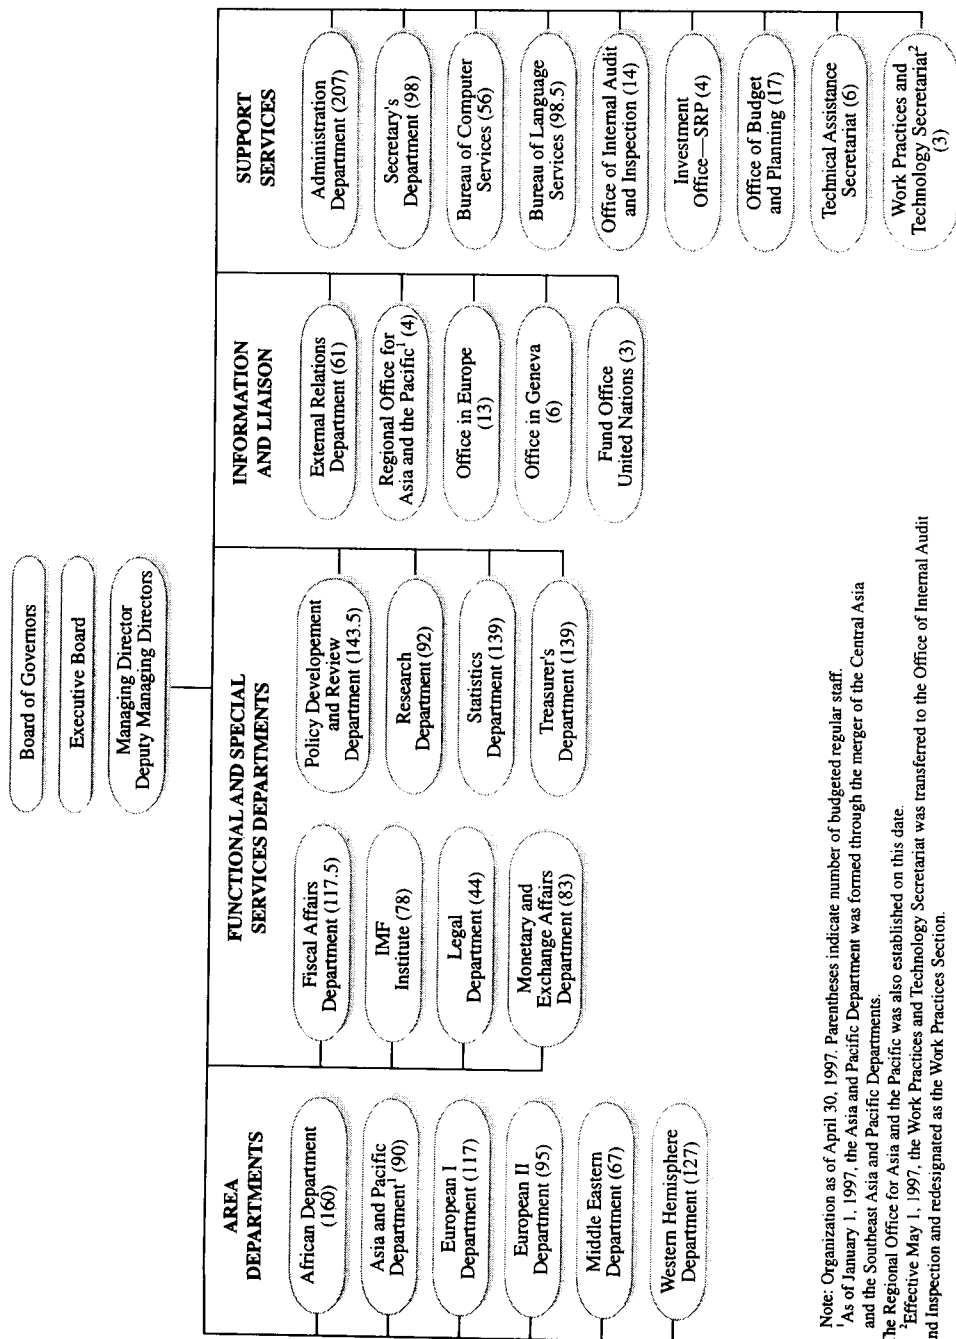 Board of Governors
Executive Board
Managing Director
Deputy Managing Directors
AREA
DEPARTMENTS
African Department
(160)
Asia and Pacific
Department¹ (90)
European I
Department (117)
European II
Department (95)
Middle Eastern
Department (67)
Western Hemisphere
Department (127)
FUNCTIONAL AND SPECIAL
SERVICES DEPARTMENTS
Fiscal Affairs
Department (117.5)
IMF
Institute (78)
Legal
Department (44)
Monetary and
Exchange Affairs
Department (83)
Policy Developement
and Review
Department (143.5)
Research
Department (92)
Statistics
Department (139)
Treasurer's
Department (139)
INFORMATION
AND LIAISON
External Relations
Department (61)
Regional Office for
Asia and the Pacific¹ (4)
Office in Europe
(13)
Office in Geneva
(6)
Fund Office
United Nations (3)
SUPPORT
SERVICES
Administration
Department (207)
Secretary's
Department (98)
Bureau of Computer
Services (56)
Bureau of Language
Services (98.5)
Office of Internal Audit
and Inspection (14)
Investment
Office—SRP (4)
Office of Budget
and Planning (17)
Technical Assistance
Secretariat (6)
Work Practices and
Technology Secretariat²
(3)
Note: Organization as of April 30, 1997. Parentheses indicate number of budgeted regular staff.
¹As of January 1, 1997, the Asia and Pacific Department was formed through the merger of the Central Asia
and the Southeast Asia and Pacific Departments.
he Regional Office for Asia and the Pacific was also established on this date.
²Effective May 1, 1997, the Work Practices and Technology Secretariat was transferred to the Office of Internal Audit
nd Inspection and redesignated as the Work Practices Section.